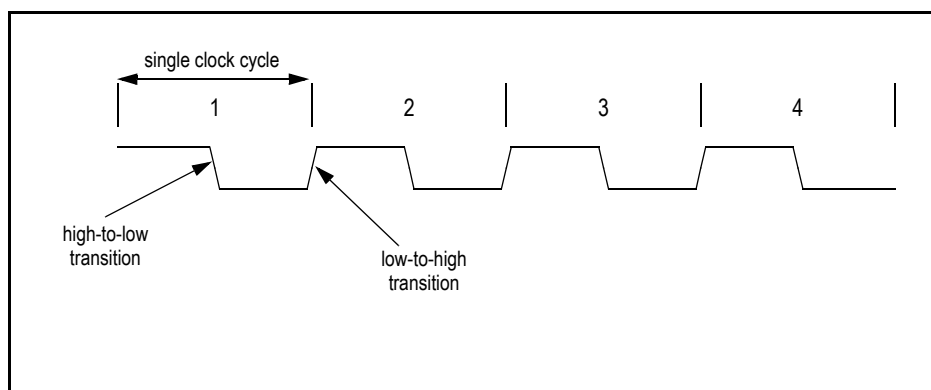 single clock cycle
1 2 3 4
high-to-low
transition
low-to-high
transition